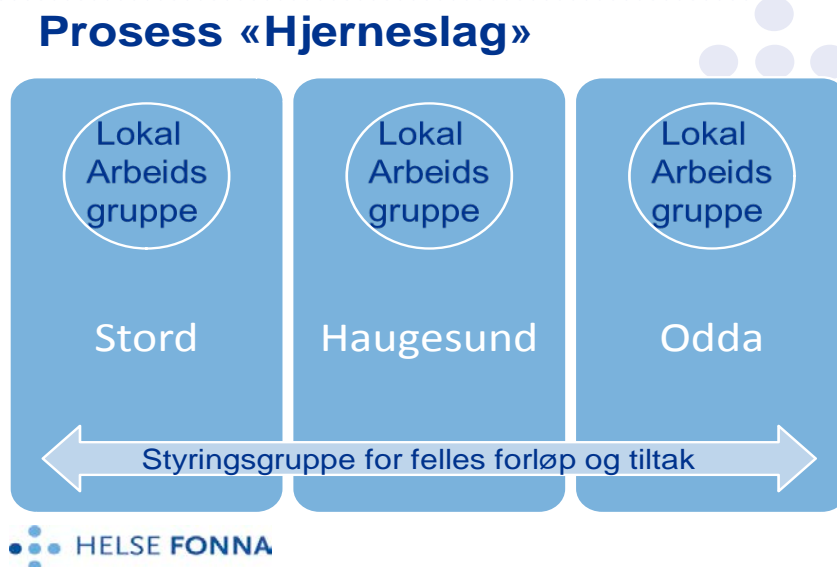 Prosess «Hjerneslag»
Lokal
Arbeids
gruppe
Lokal
Arbeids
gruppe
Lokal
Arbeids
gruppe
Stord
Haugesund
Odda
Styringsgruppe for felles forløp og tiltak
HELSE FONNA